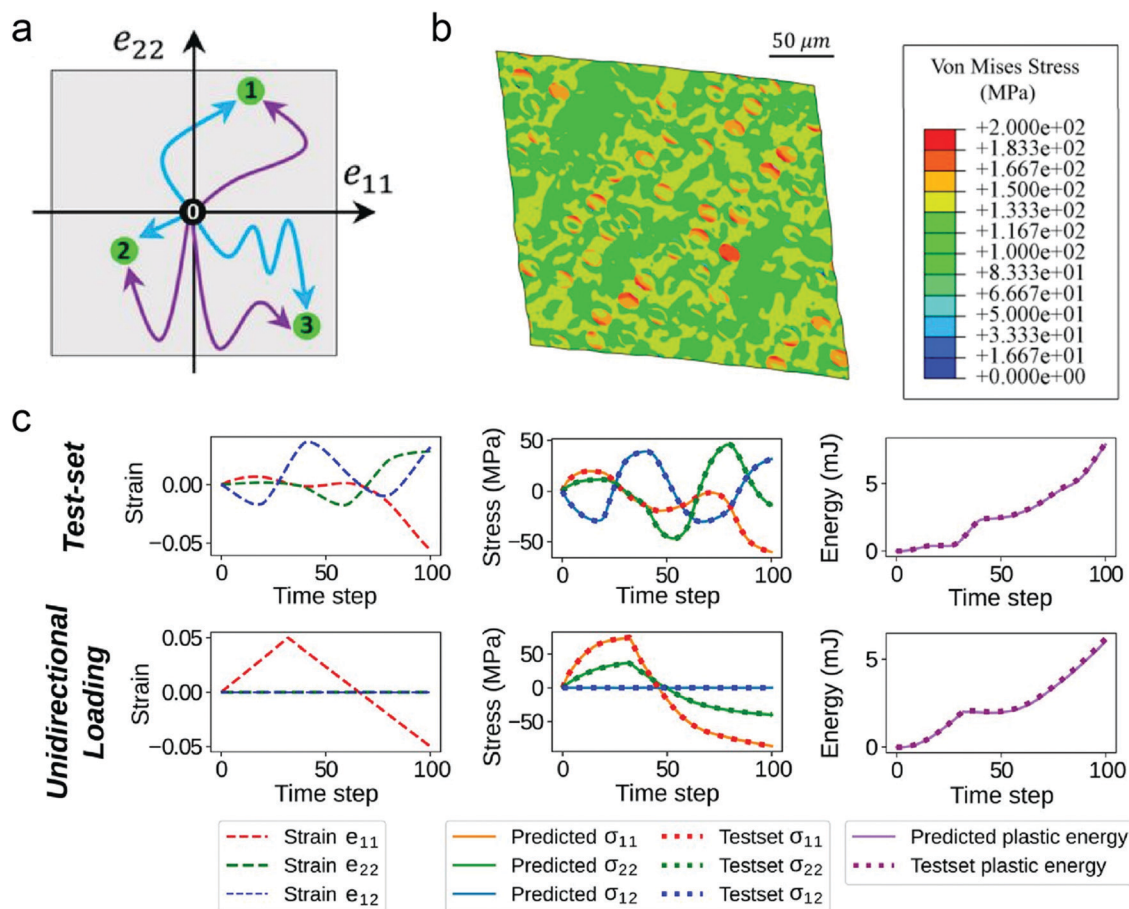 a
e22
e11
0
1
2
3
b
50 μm
Von Mises Stress
(MPa)
+2.000e+02
+1.833e+02
+1.667e+02
+1.500e+02
+1.333e+02
+1.167e+02
+1.000e+02
+8.333e+01
+6.667e+01
+5.000e+01
+3.333e+01
+1.667e+01
+0.000e+00
c
Test-set
Strain
0.00
−0.05
0 50 100
Time step
Stress (MPa)
50
0
−50
0 50 100
Time step
Energy (mJ)
5
0
0 50 100
Time step
Unidirectional
Loading
Strain
0.05
0.00
−0.05
0 50 100
Time step
Stress (MPa)
50
0
−50
0 50 100
Time step
Energy (mJ)
5
0
0 50 100
Time step
Strain e11
Strain e22
Strain e12
Predicted σ11 Testset σ11
Predicted σ22 Testset σ22
Predicted σ12 Testset σ12
Predicted plastic energy
Testset plastic energy